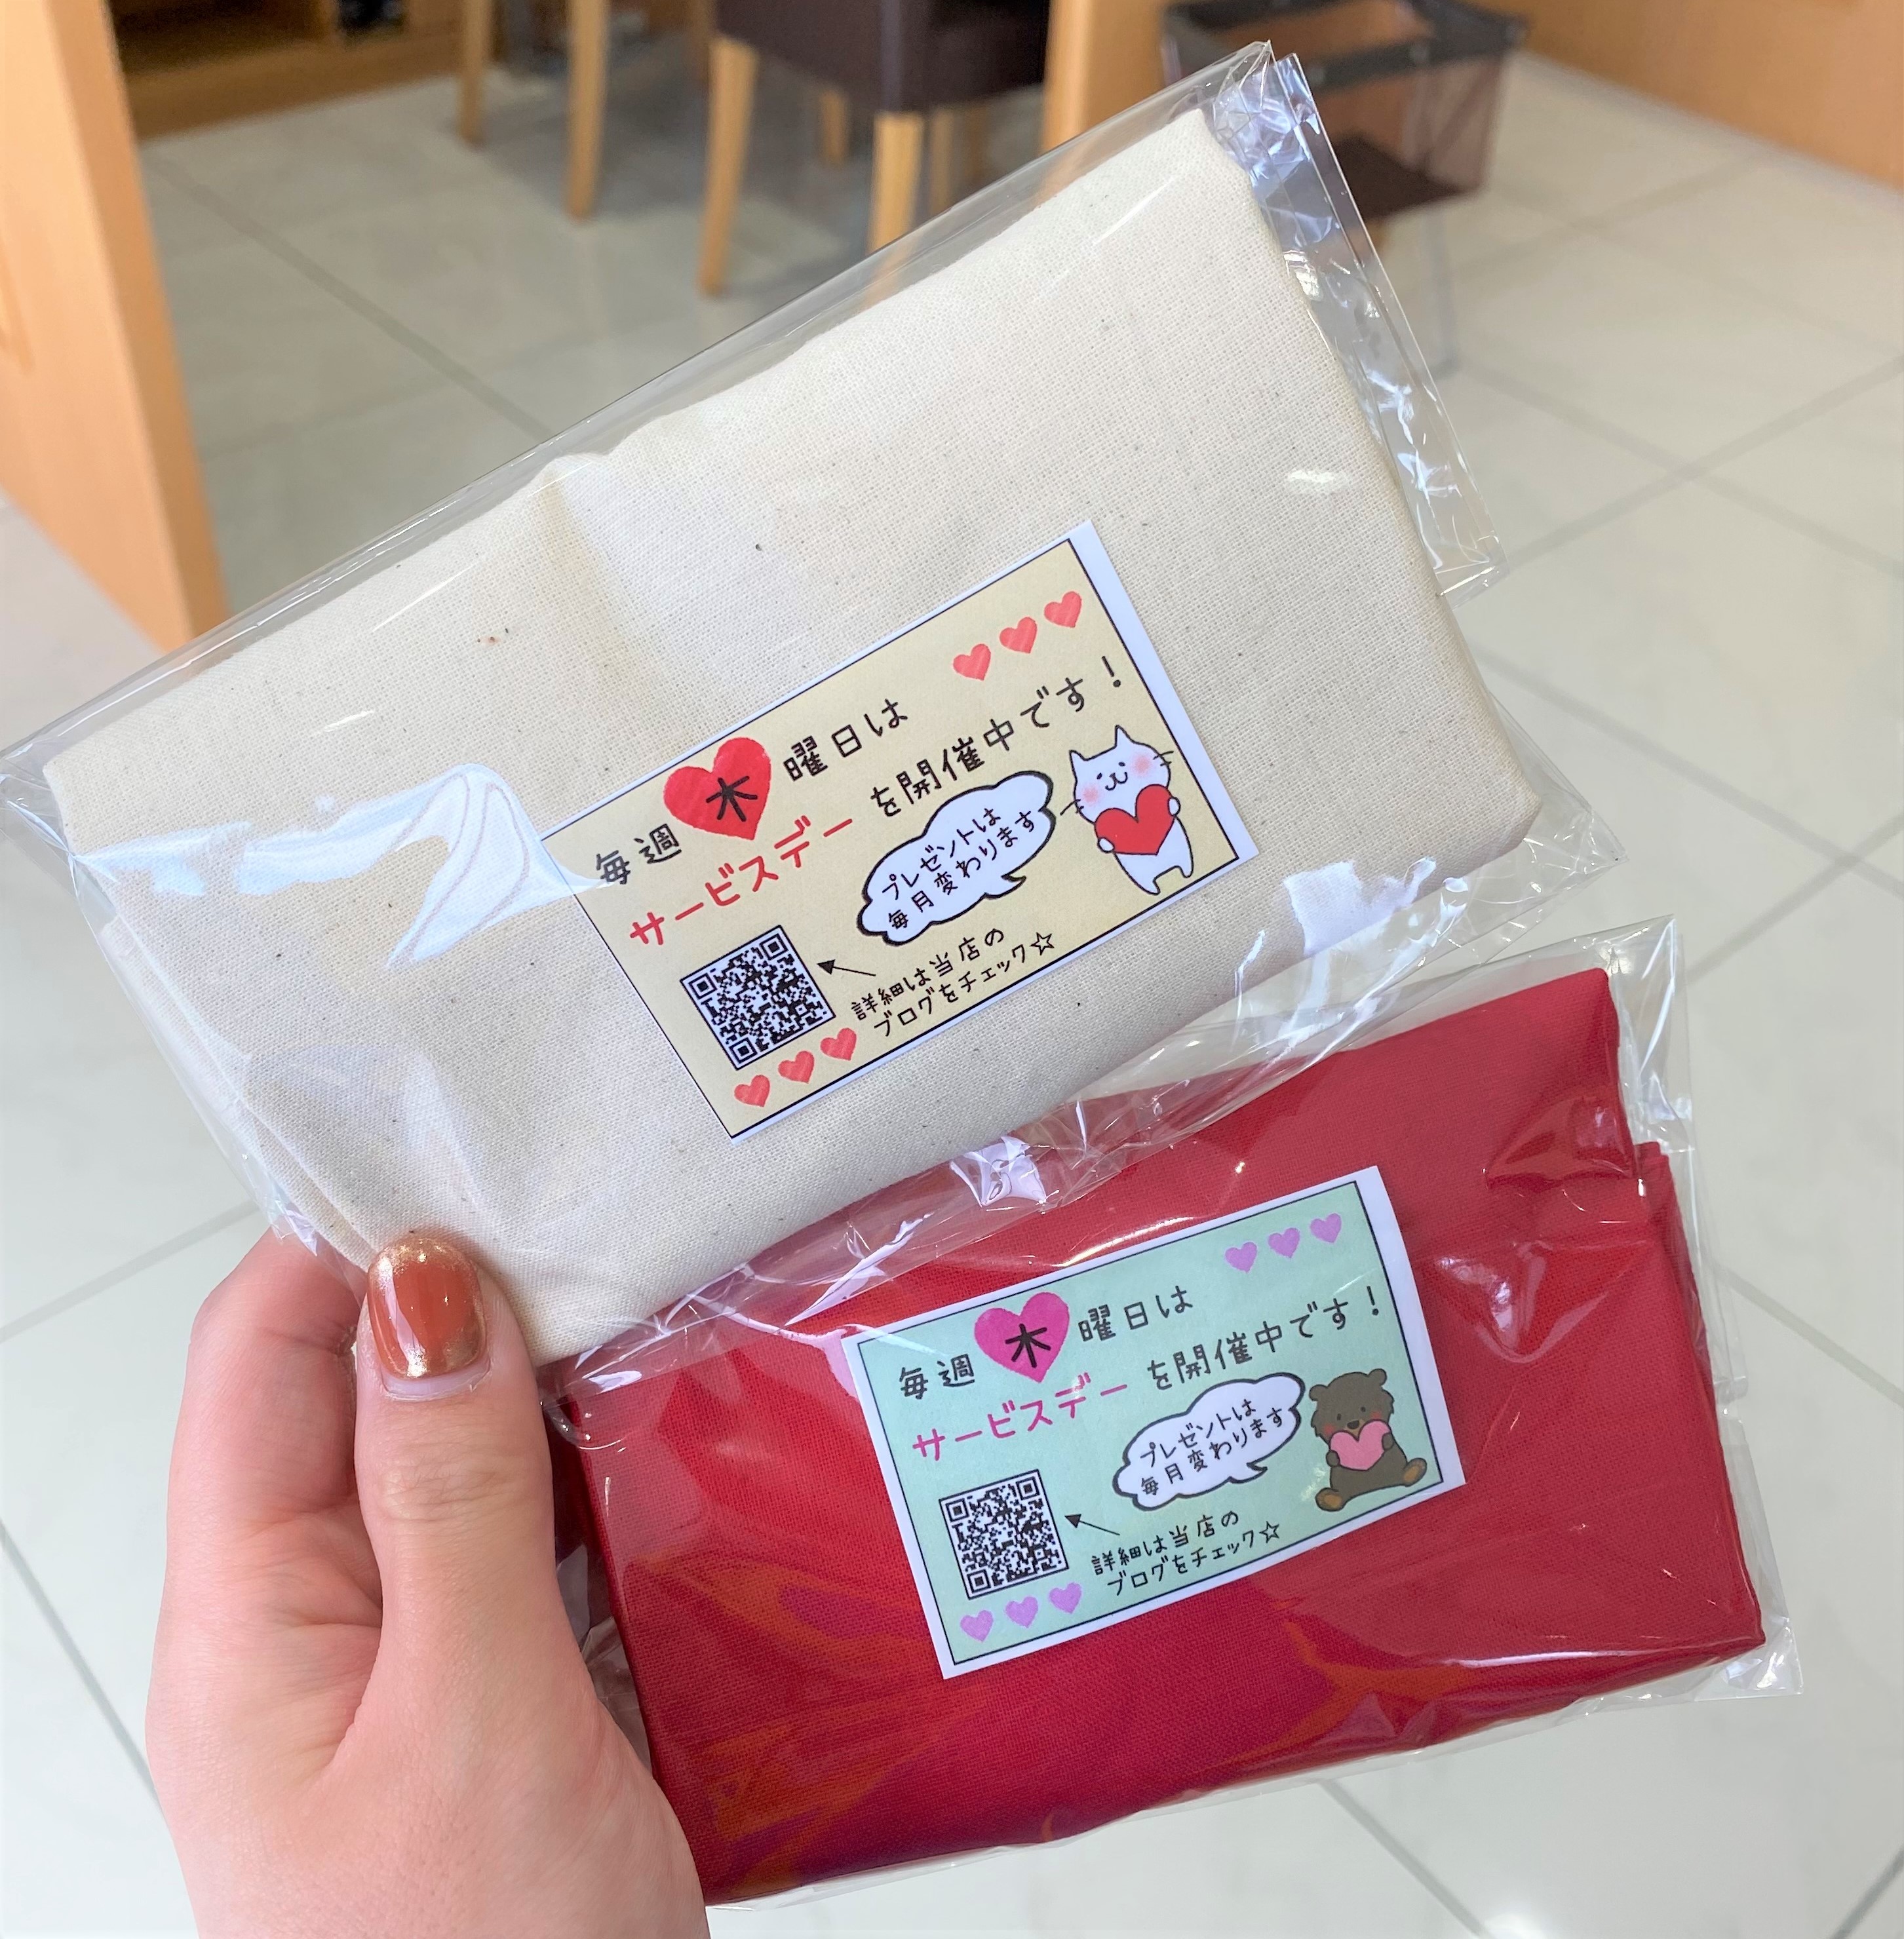 毎週木曜日は
サービスデーを開催中です！
プレゼントは
毎月変わります
詳細は当店の
ブログをチェック☆
毎週木曜日は
サービスデーを開催中です！
プレゼントは
毎月変わります
詳細は当店の
ブログをチェック☆